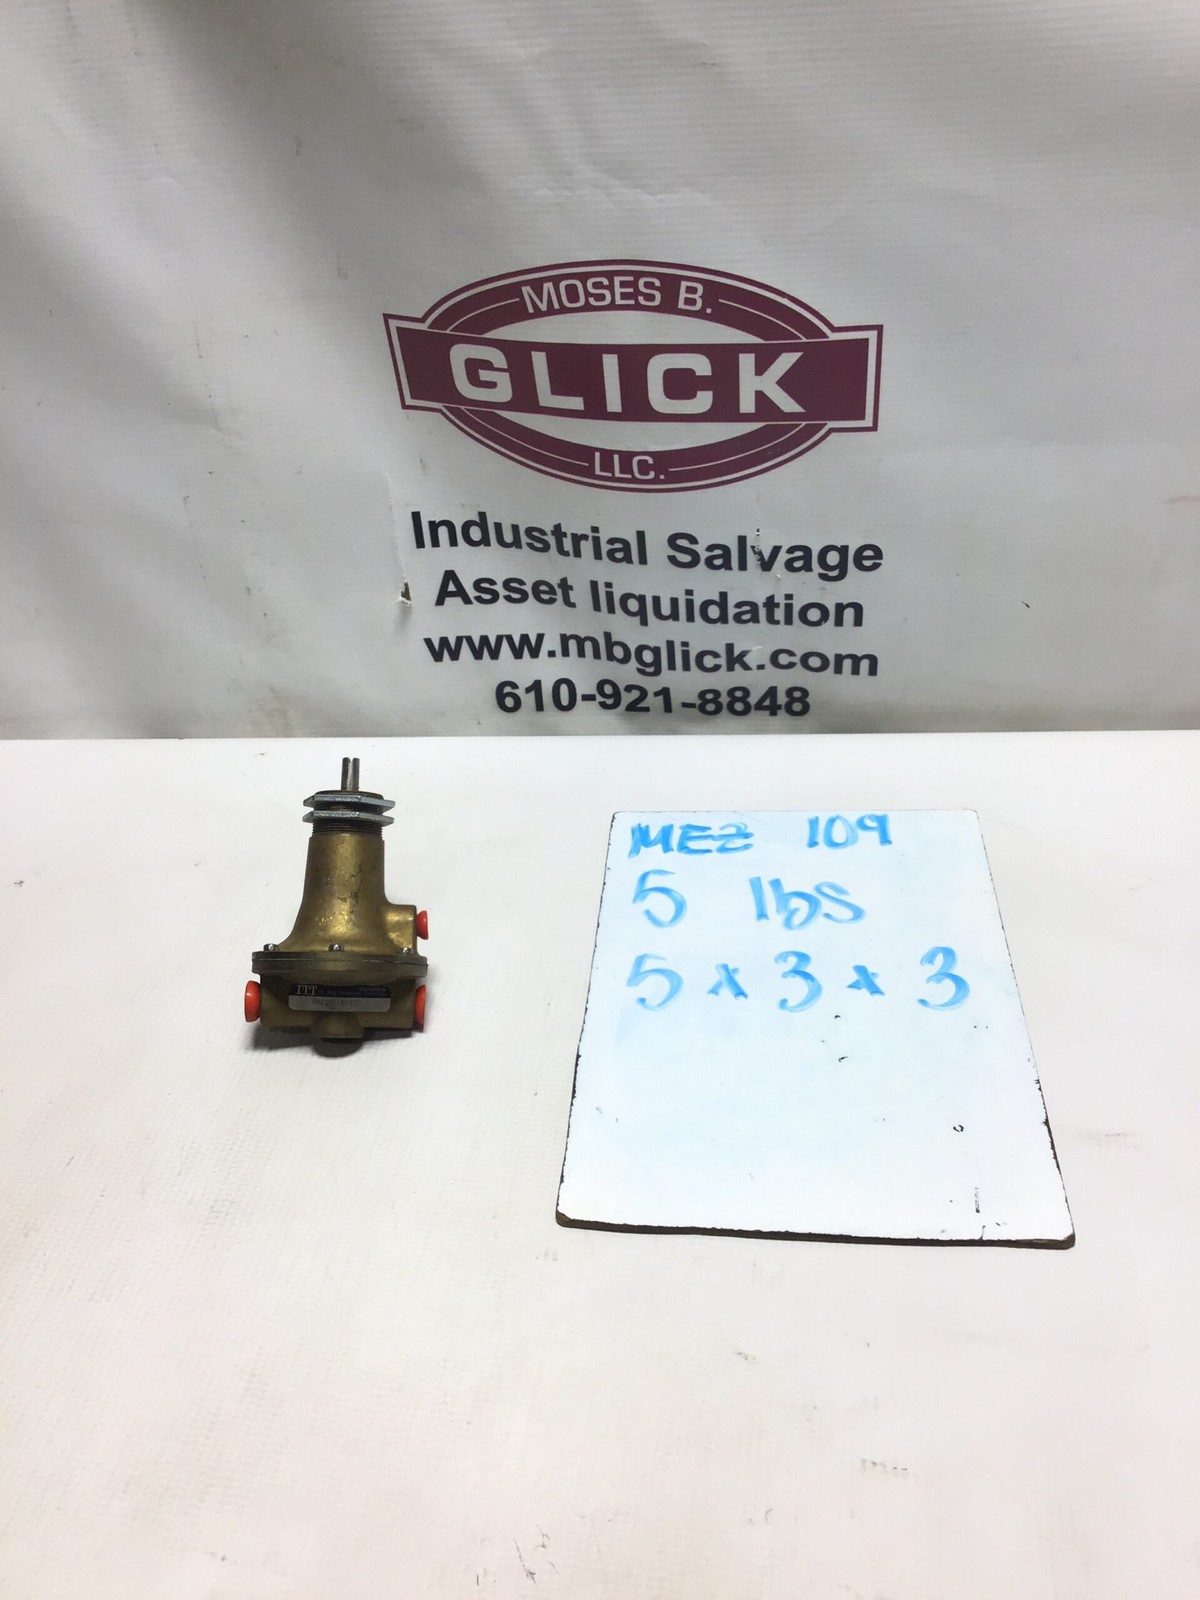 MOSES B.
GLICK
LLC.
Industrial Salvage
Asset liquidation
www.mbglick.com
610-921-8848
MEZ 109
5 lbs
5 x 3 x 3
ITT